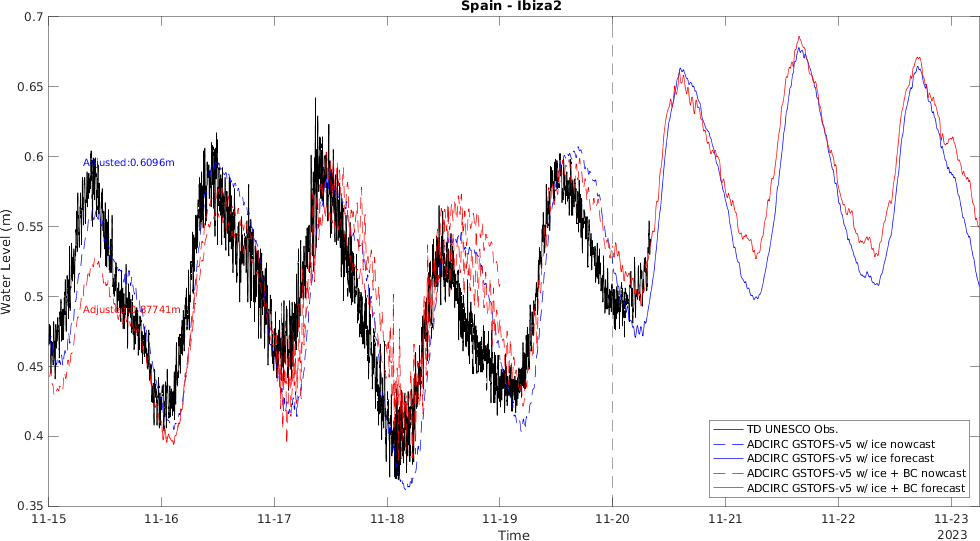 Spain - Ibiza2
0.7
0.65
0.6
0.55
0.5
0.45
0.4
0.35
Water Level (m)
Adjusted:0.6096m
TD UNESCO Obs.
ADCIRC GSTOFS-v5 w/ ice nowcast
ADCIRC GSTOFS-v5 w/ ice forecast
ADCIRC GSTOFS-v5 w/ ice + BC nowcast
ADCIRC GSTOFS-v5 w/ ice + BC forecast
11-15 11-16 11-17 11-18 11-19 11-20 11-21 11-22 11-23
Time
2023